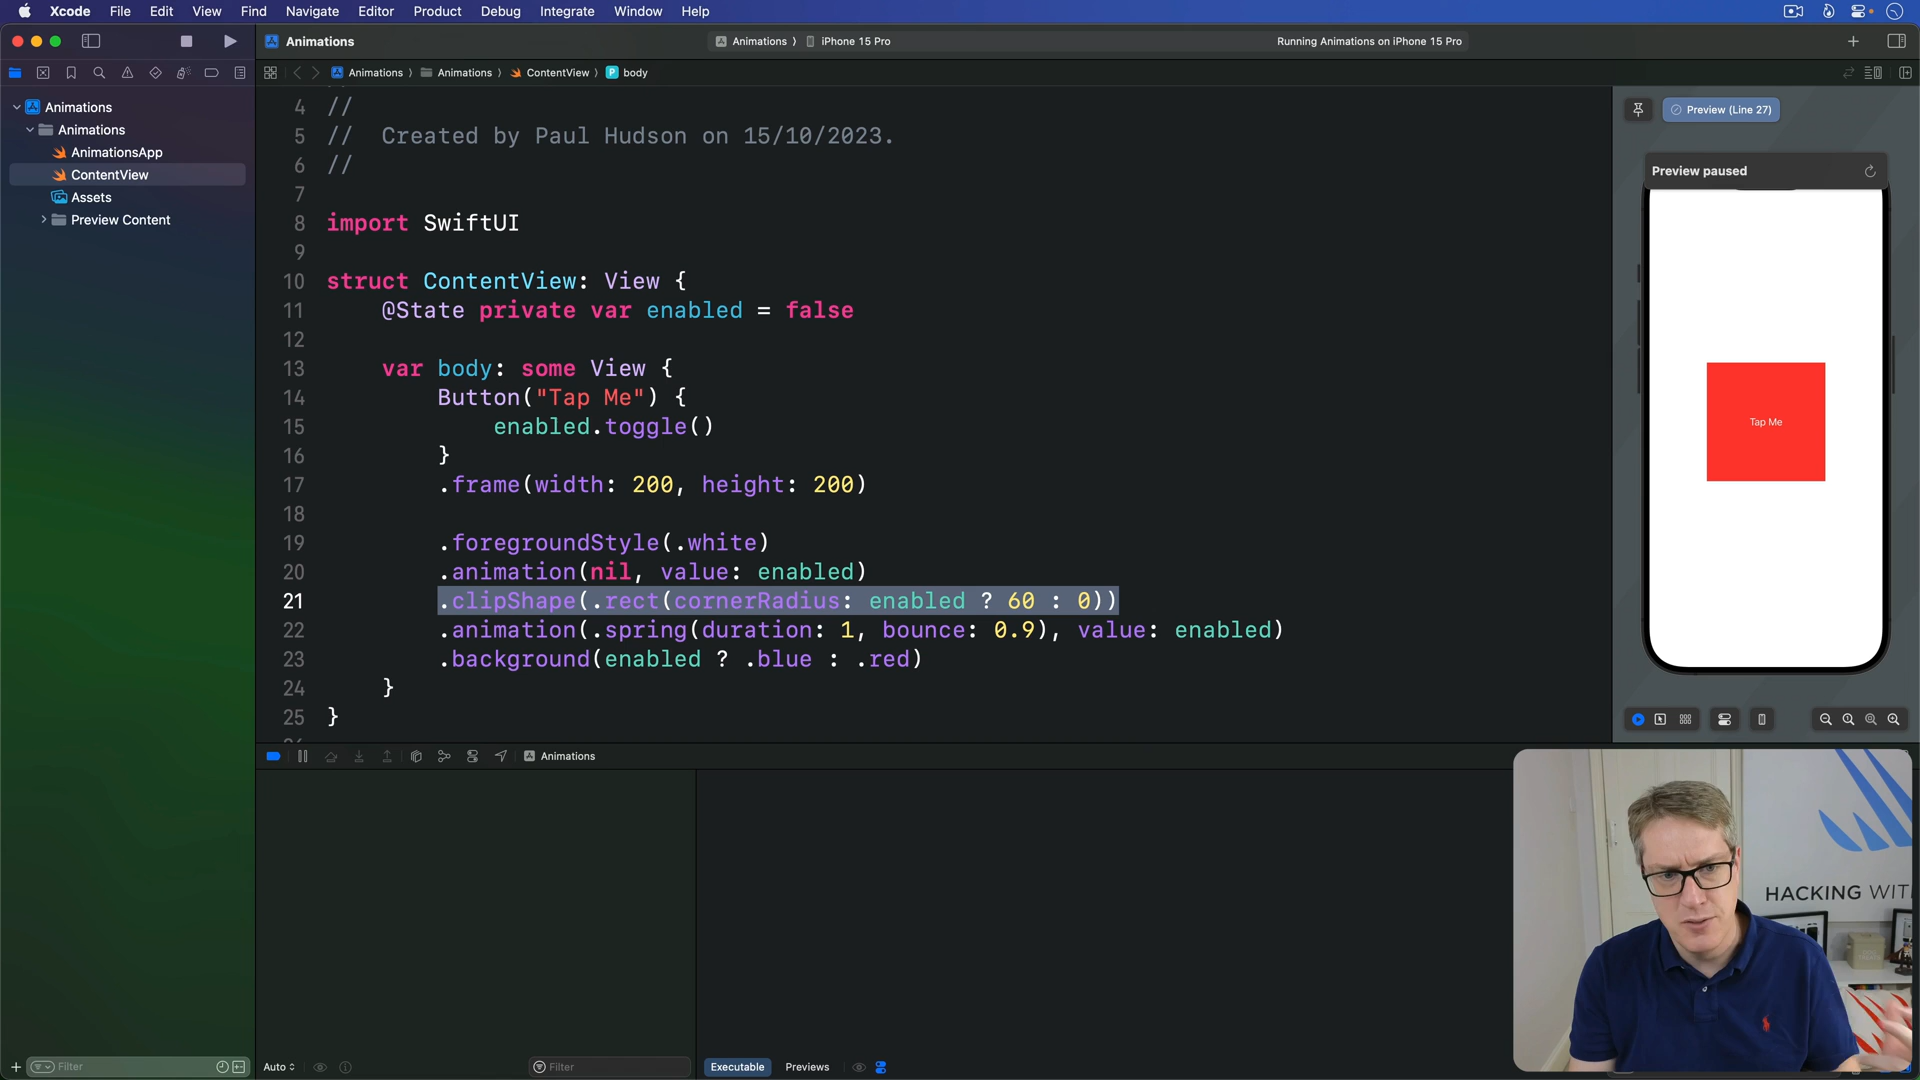 Xcode File Edit View Find Navigate Editor Product Debug Integrate Window Help
Animations
Animations iPhone 15 Pro
Running Animations on iPhone 15 Pro
Animations Animations ContentView body
Animations
Animations
AnimationsApp
ContentView
Assets
Preview Content
4 //
5 //  Created by Paul Hudson on 15/10/2023.
6 //
7
8 import SwiftUI
9
10 struct ContentView: View {
11     @State private var enabled = false
12
13     var body: some View {
14         Button("Tap Me") {
15             enabled.toggle()
16         }
17         .frame(width: 200, height: 200)
18
19         .foregroundStyle(.white)
20         .animation(nil, value: enabled)
21         .clipShape(.rect(cornerRadius: enabled ? 60 : 0))
22         .animation(.spring(duration: 1, bounce: 0.9), value: enabled)
23         .background(enabled ? .blue : .red)
24     }
25 }
Preview (Line 27)
Preview paused
Tap Me
Animations
HACKING WIT
Filter
Auto
Filter
Executable Previews